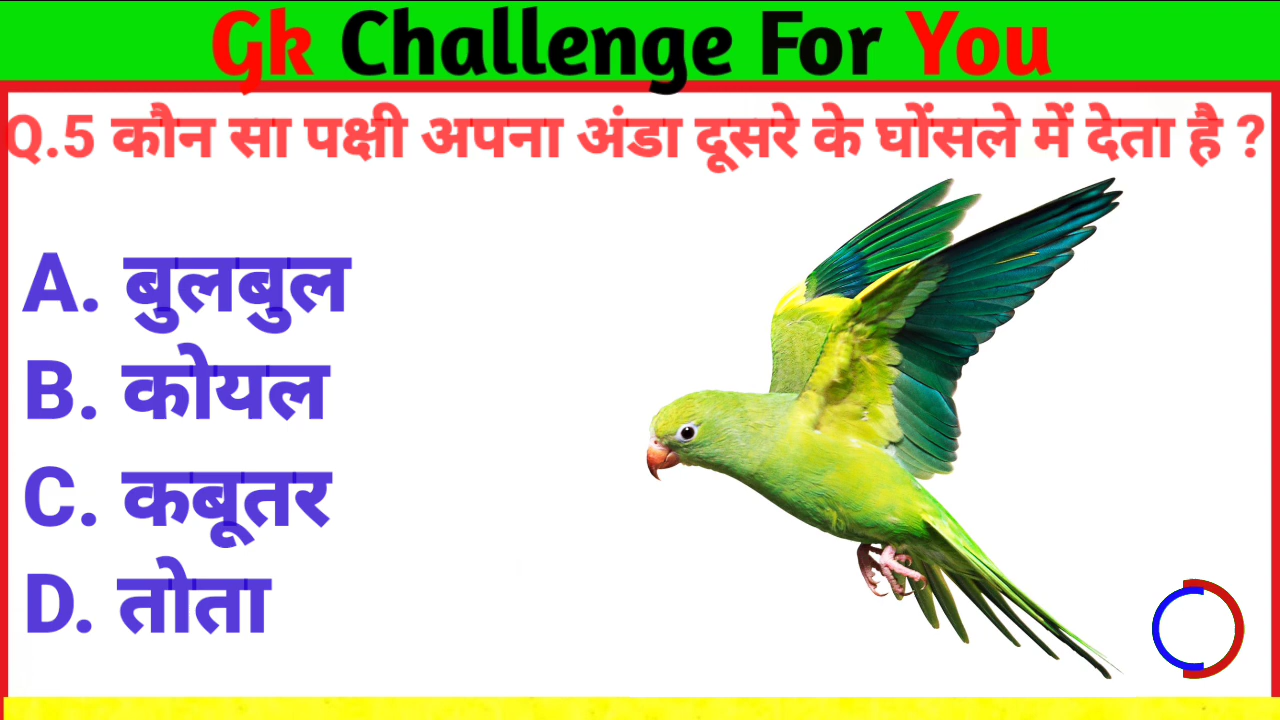 Gk Challenge For You
Q.5 कौन सा पक्षी अपना अंडा दूसरे के घोंसले में देता है ?
A. बुलबुल
B. कोयल
C. कबूतर
D. तोता